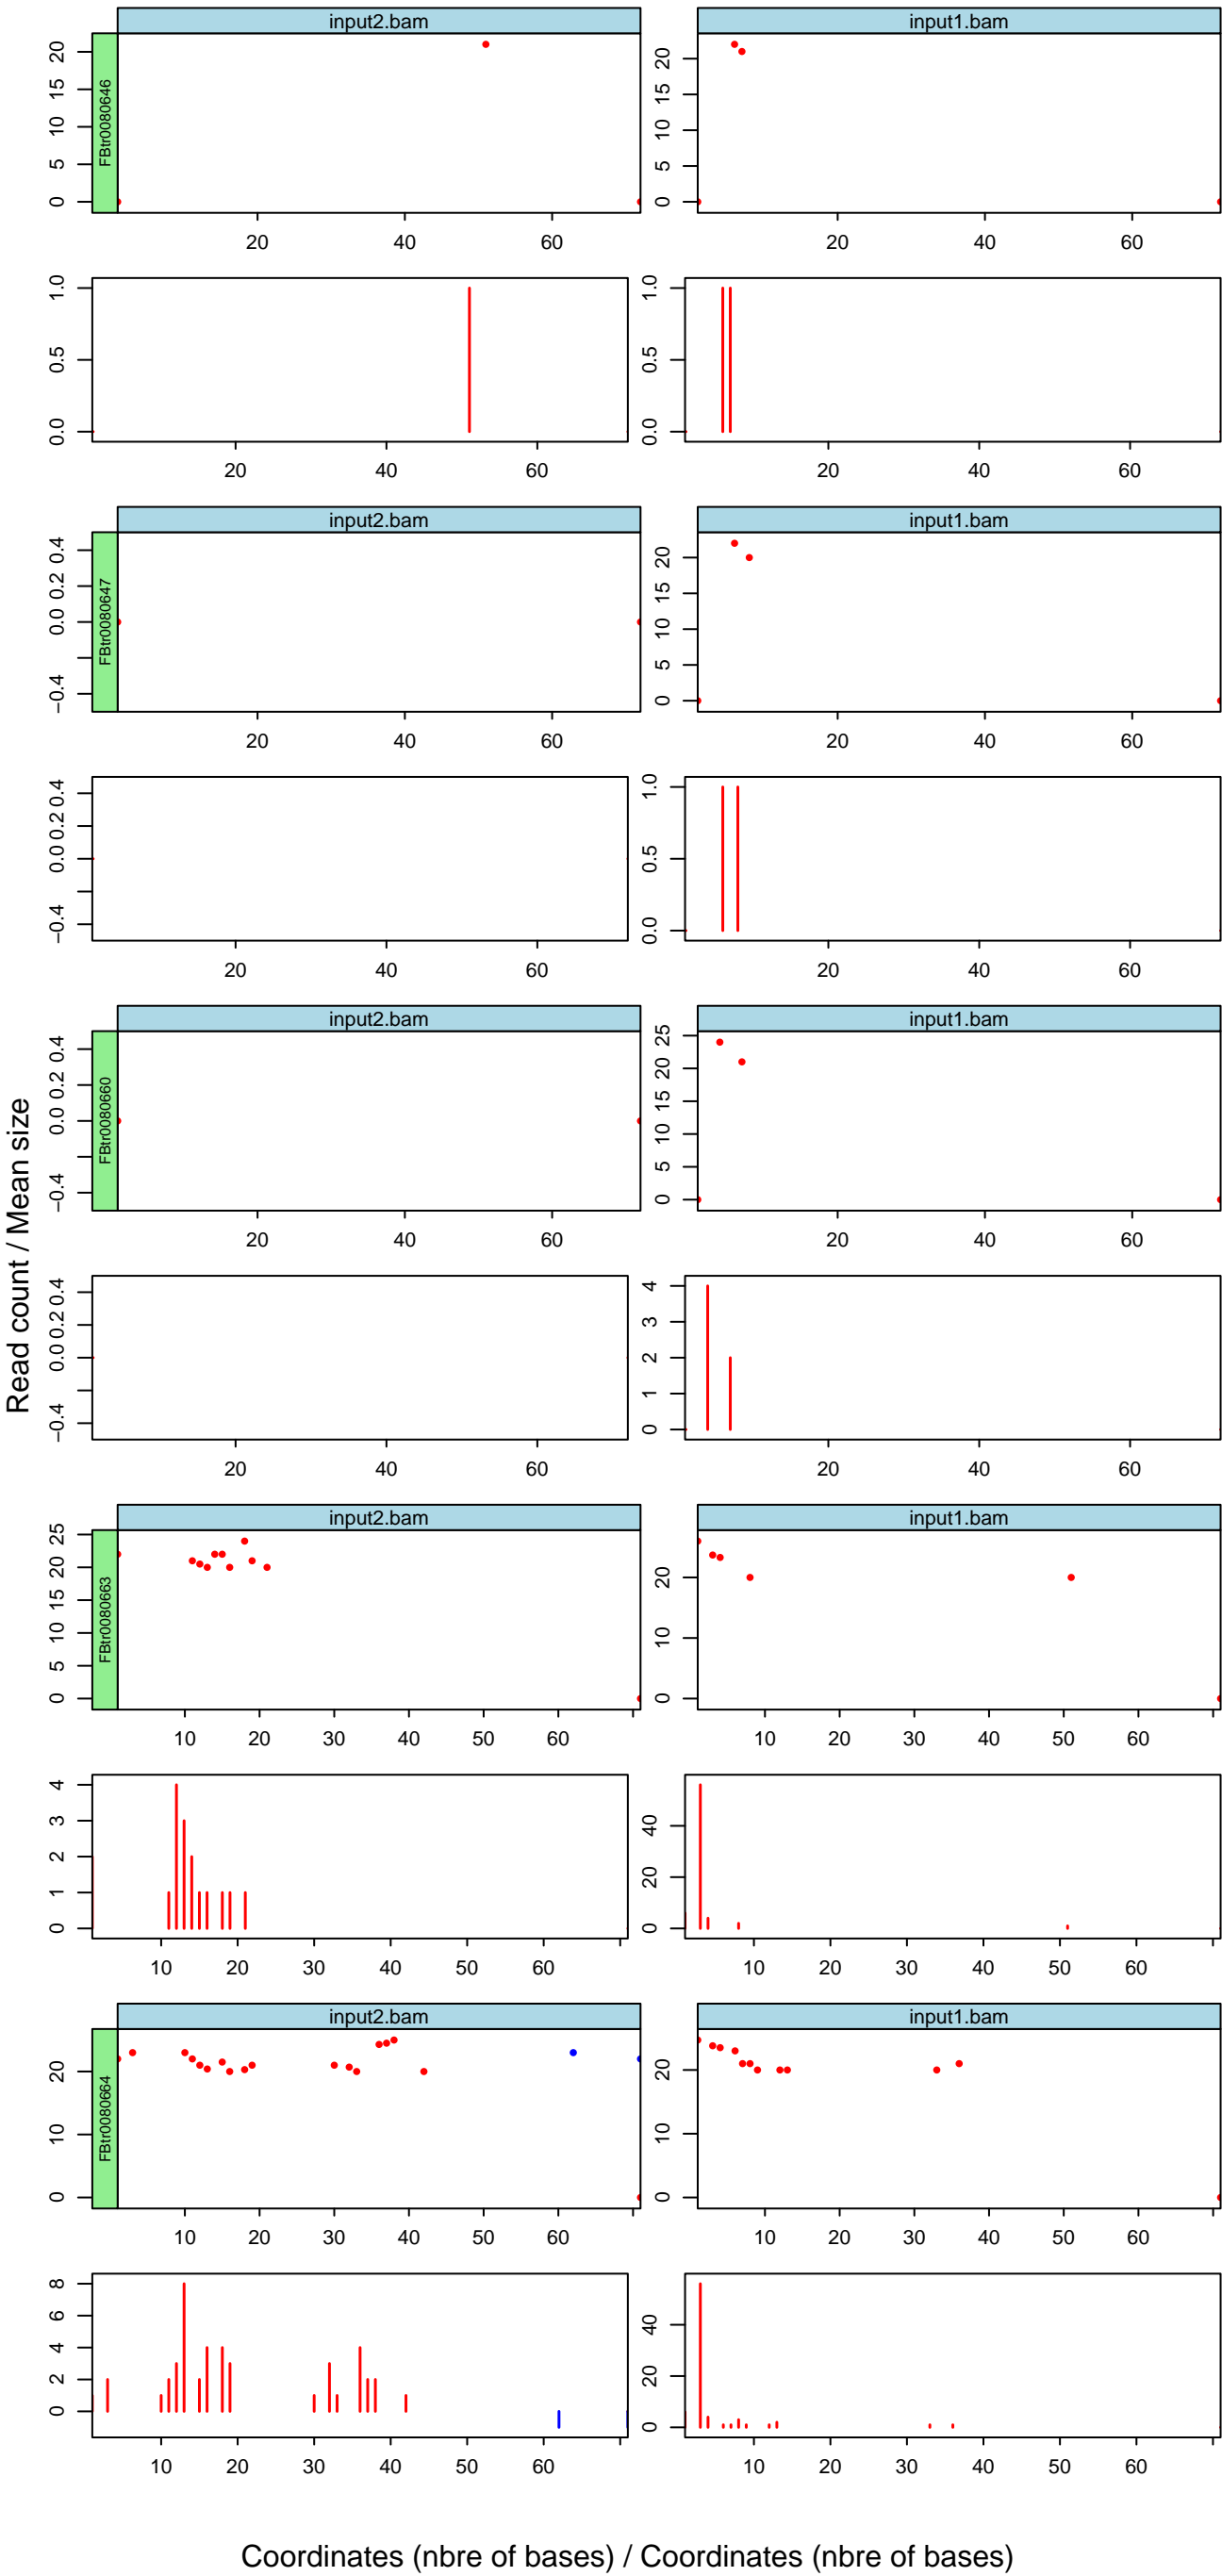 Read count / Mean size
input2.bam input1.bam
FBtr0080646
0 5 10 15 20
0 5 10 15 20
20 40 60
20 40 60
0.0 0.5 1.0
0.0 0.5 1.0
20 40 60
20 40 60
input2.bam input1.bam
FBtr0080647
−0.4 0.0 0.2 0.4
0 5 10 15 20
20 40 60
20 40 60
−0.4 0.0 0.2 0.4
0.0 0.5 1.0
20 40 60
20 40 60
input2.bam input1.bam
FBtr0080660
−0.4 0.0 0.2 0.4
0 5 10 15 20 25
20 40 60
20 40 60
−0.4 0.0 0.2 0.4
0 1 2 3 4
20 40 60
20 40 60
input2.bam input1.bam
FBtr0080663
0 5 10 15 20 25
0 10 20
10 20 30 40 50 60
10 20 30 40 50 60
0 1 2 3 4
0 20 40
10 20 30 40 50 60
10 20 30 40 50 60
input2.bam input1.bam
FBtr0080664
0 10 20
0 10 20
10 20 30 40 50 60
10 20 30 40 50 60
0 2 4 6 8
0 20 40
10 20 30 40 50 60
10 20 30 40 50 60
Coordinates (nbre of bases) / Coordinates (nbre of bases)